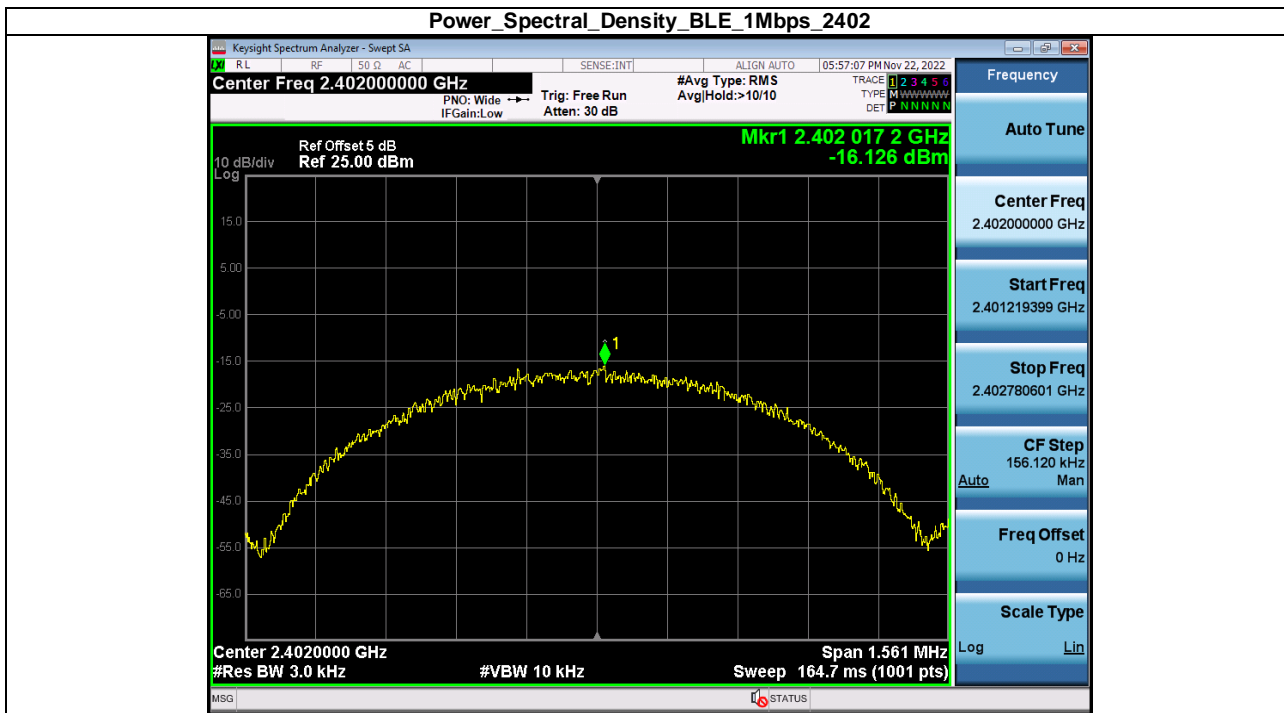 Power_Spectral_Density_BLE_1Mbps_2402
Keysight Spectrum Analyzer - Swept SA
LXI RL RF 50 Ω AC SENSE:INT ALIGN AUTO 05:57:07 PM Nov 22, 2022
Center Freq 2.402000000 GHz
PNO: Wide
IFGain:Low
Trig: Free Run
Atten: 30 dB
#Avg Type: RMS
Avg|Hold:>10/10
TRACE 1 2 3 4 5 6
TYPE M WWWWW
DET P N N N N N
Mkr1 2.402 017 2 GHz
-16.126 dBm
Ref Offset 5 dB
10 dB/div Ref 25.00 dBm
Log
15.0
5.00
-5.00
1
-15.0
-25.0
-35.0
-45.0
-55.0
-65.0
Center 2.4020000 GHz Span 1.561 MHz
#Res BW 3.0 kHz #VBW 10 kHz Sweep 164.7 ms (1001 pts)
MSG STATUS
Frequency
Auto Tune
Center Freq
2.402000000 GHz
Start Freq
2.401219399 GHz
Stop Freq
2.402780601 GHz
CF Step
156.120 kHz
Auto Man
Freq Offset
0 Hz
Scale Type
Log Lin